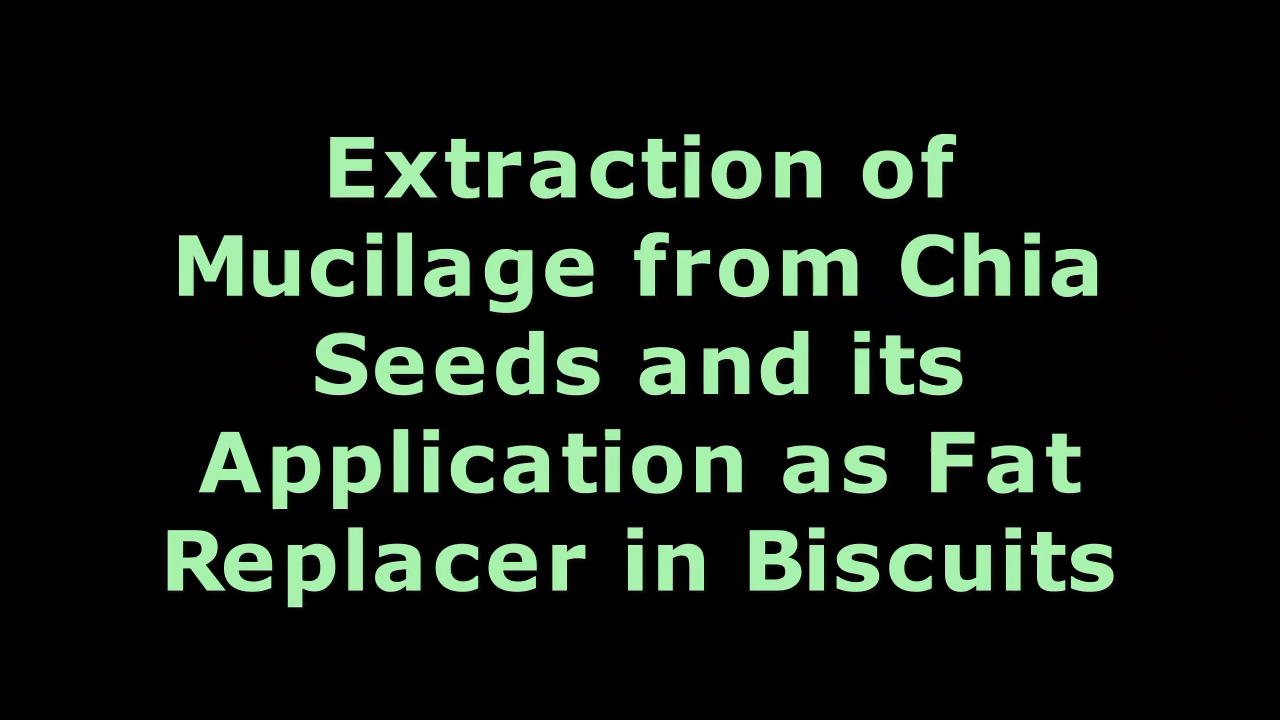 Extraction of
Mucilage from Chia
Seeds and its
Application as Fat
Replacer in Biscuits